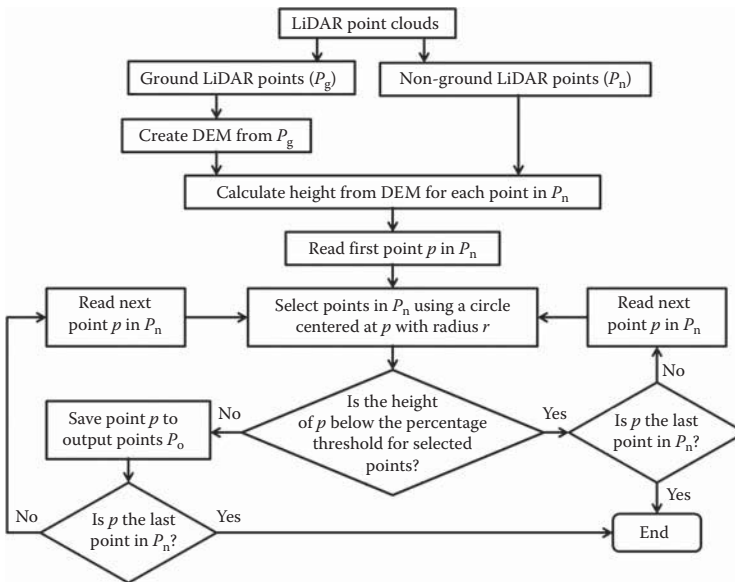 LiDAR point clouds
Ground LiDAR points (Pg)
Non-ground LiDAR points (Pn)
Create DEM from Pg
Calculate height from DEM for each point in Pn
Read first point p in Pn
Read next
point p in Pn
Select points in Pn using a circle
centered at p with radius r
Read next
point p in Pn
No
Save point p to
output points Po
No
Is the height
of p below the percentage
threshold for selected
points?
Yes
Is p the last
point in Pn?
No
Is p the last
point in Pn?
Yes
Yes
End